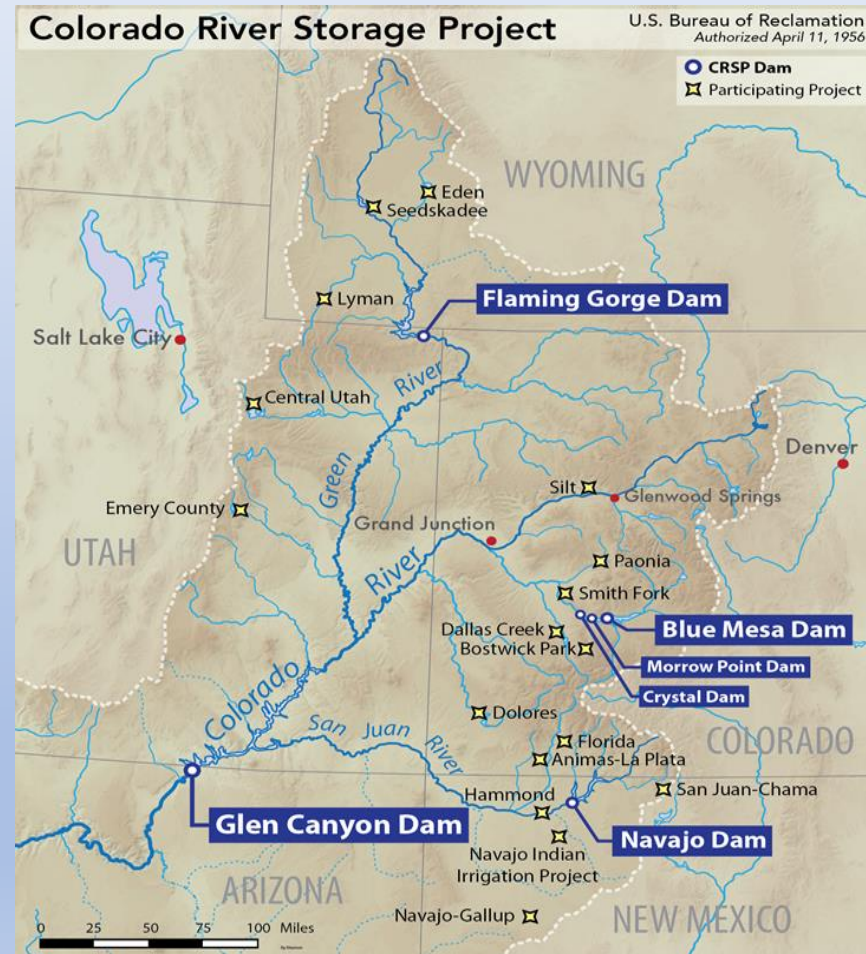 Colorado River Storage Project
U.S. Bureau of Reclamation
Authorized April 11, 1956
CRSP Dam
Participating Project
WYOMING
Eden
Seedskadee
Lyman
Flaming Gorge Dam
Salt Lake City
River
Central Utah
Green
Denver
Silt
Glenwood Springs
Emery County
Grand Junction
UTAH
River
Paonia
Smith Fork
Dallas Creek
Blue Mesa Dam
Bostwick Park
Morrow Point Dam
Crystal Dam
Colorado
Dolores
San Juan
River
Florida
COLORADO
Animas-La Plata
Hammond
San Juan-Chama
Glen Canyon Dam
Navajo Dam
Navajo Indian
Irrigation Project
ARIZONA
Navajo-Gallup
NEW MEXICO
0 25 50 75 100 Miles